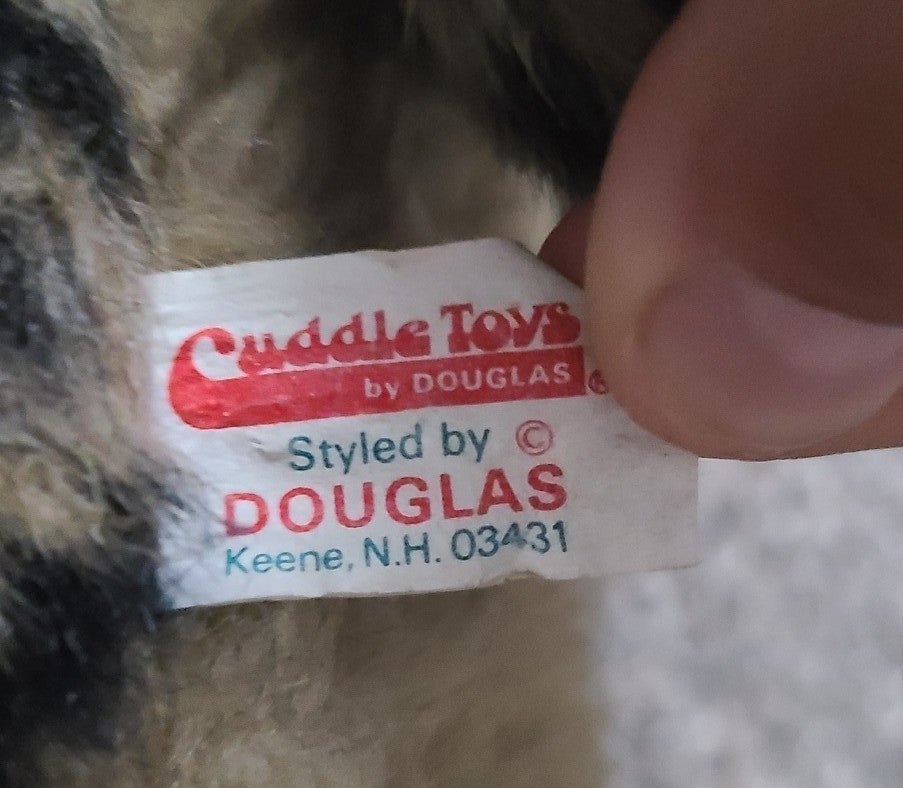 Cuddle Toys
by DOUGLAS ®
Styled by ©
DOUGLAS
Keene, N.H. 03431